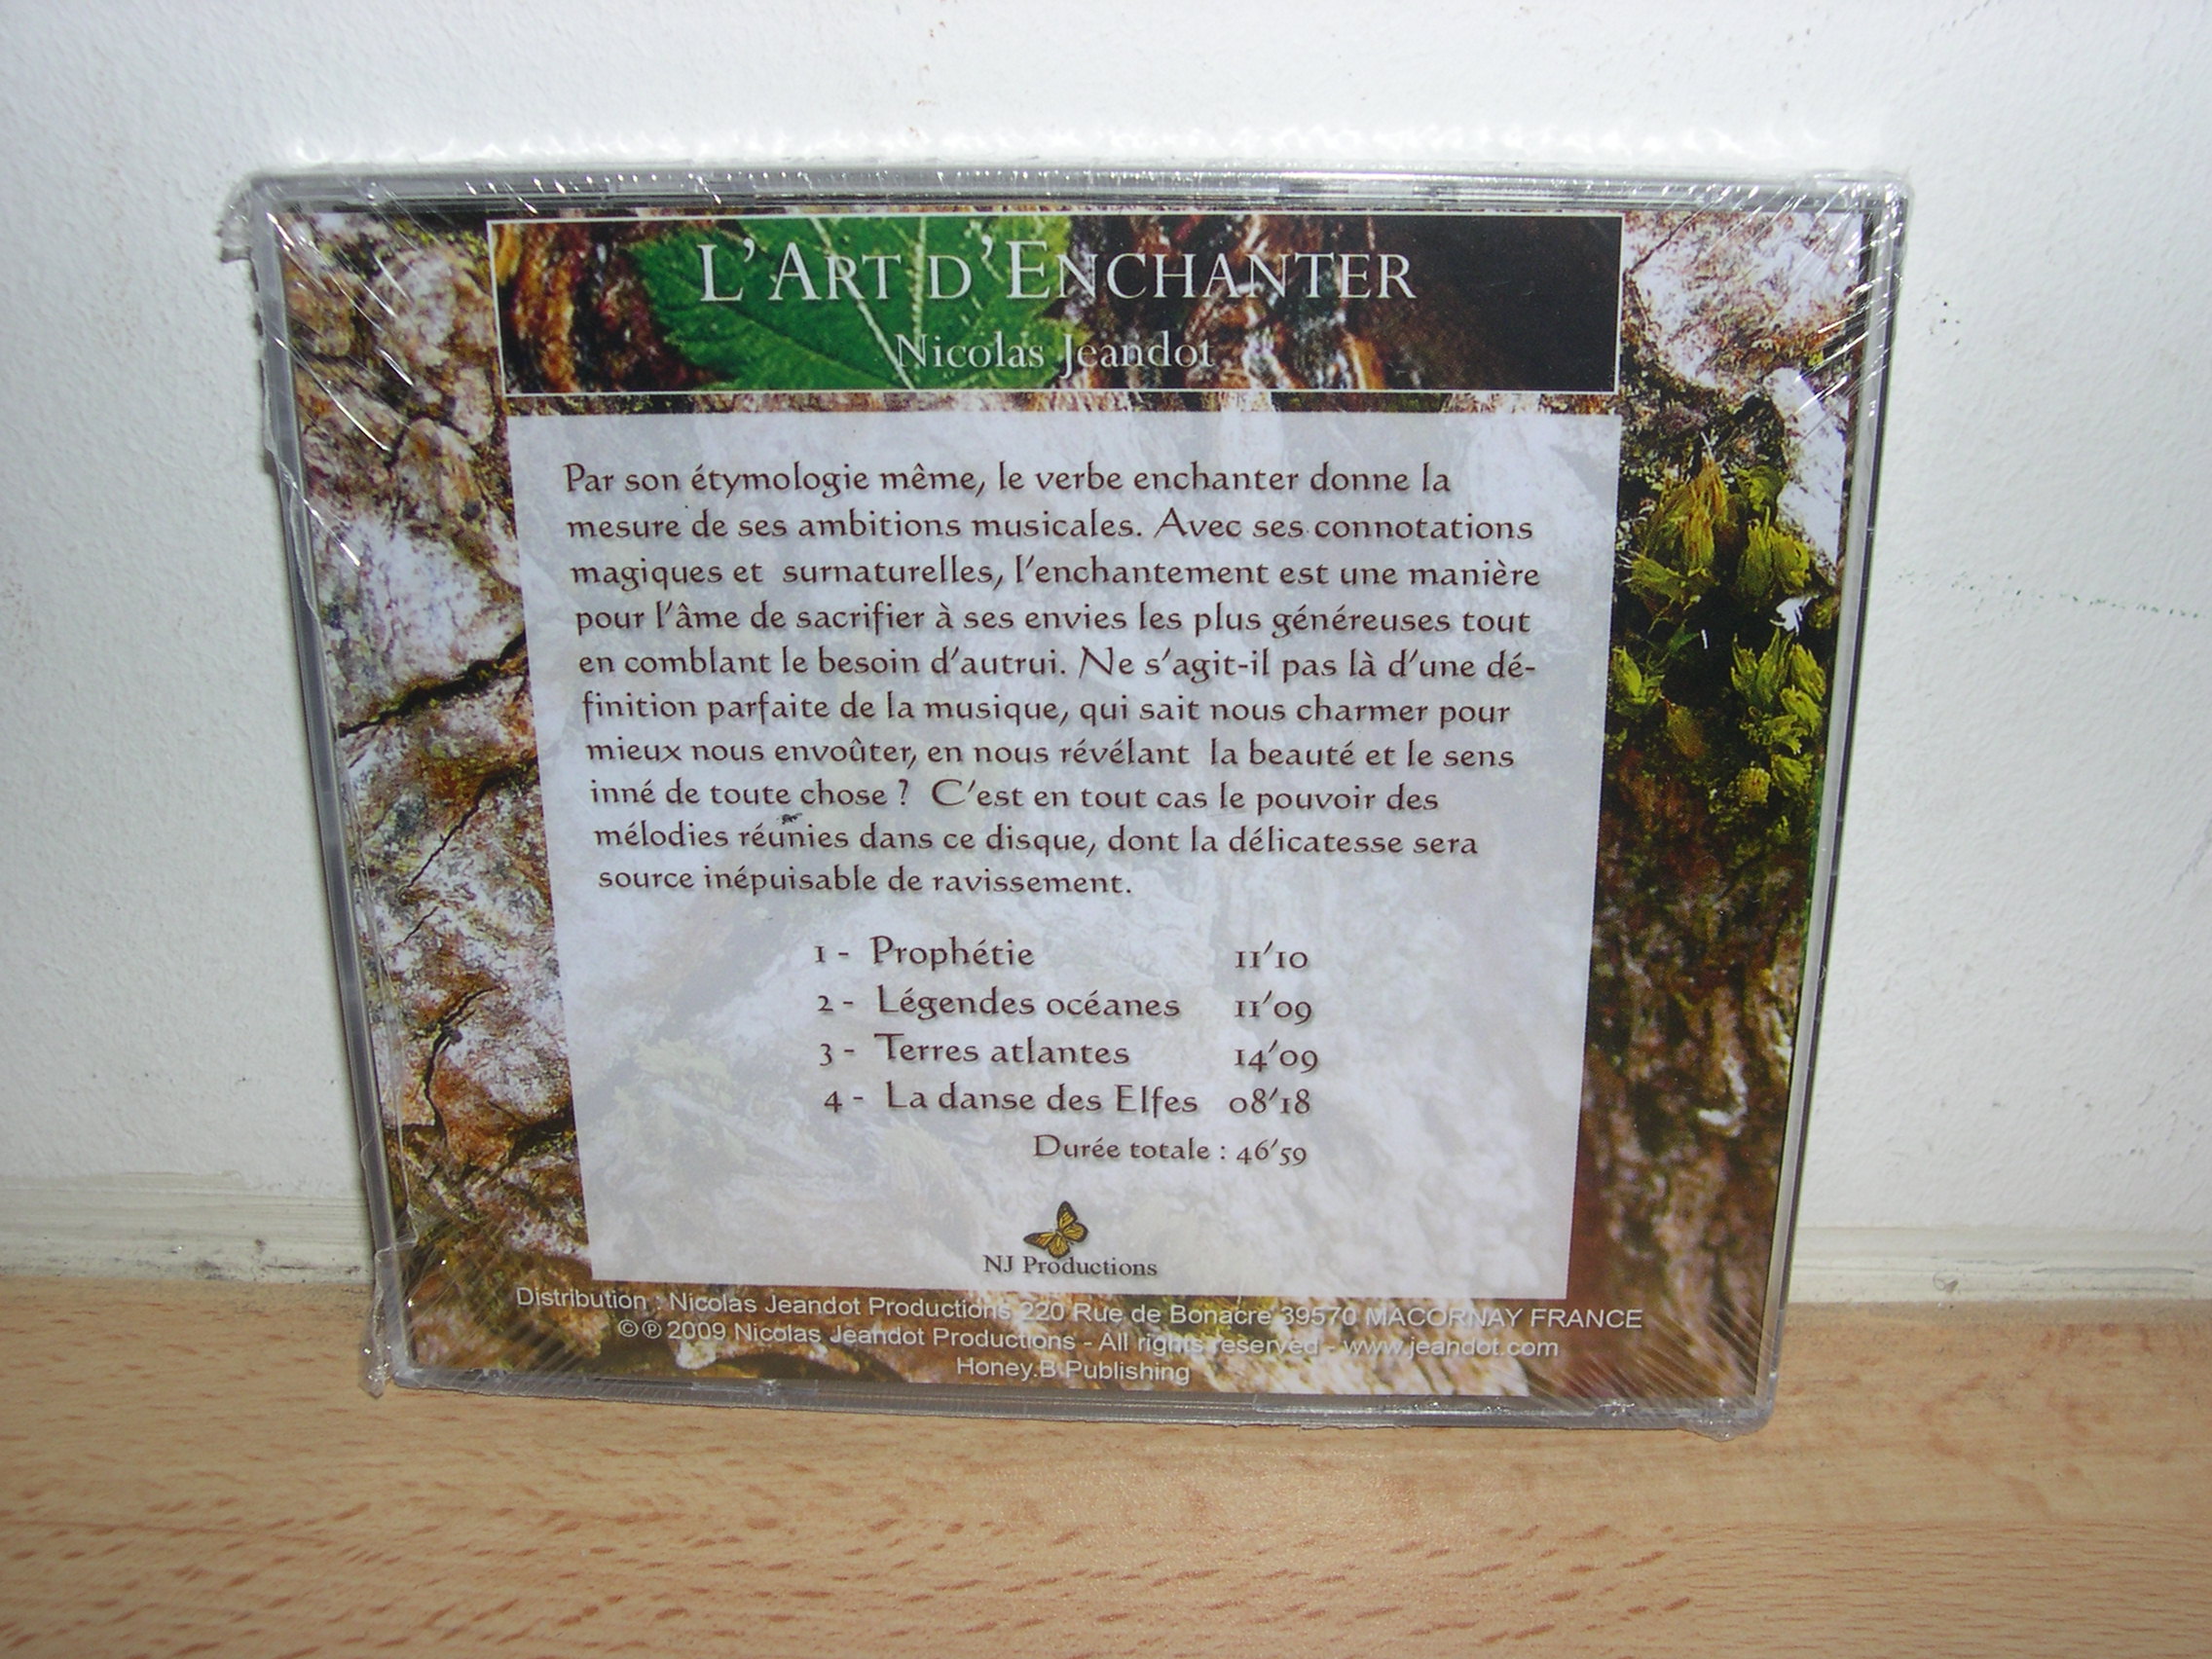 L'ART D'ENCHANTER
Nicolas Jeandot
Par son étymologie même, le verbe enchanter donne la
mesure de ses ambitions musicales. Avec ses connotations
magiques et surnaturelles, l'enchantement est une manière
pour l'âme de sacrifier à ses envies les plus généreuses tout
en comblant le besoin d'autrui. Ne s'agit-il pas là d'une dé-
finition parfaite de la musique, qui sait nous charmer pour
mieux nous envoûter, en nous révélant la beauté et le sens
inné de toute chose ? C'est en tout cas le pouvoir des
mélodies réunies dans ce disque, dont la délicatesse sera
source inépuisable de ravissement.
1 - Prophétie 11'10
2 - Légendes océanes 11'09
3 - Terres atlantes 14'09
4 - La danse des Elfes 08'18
Durée totale : 46'59
NJ Productions
Distribution : Nicolas Jeandot Productions 220 Rue de Bonacre 39570 MACORNAY FRANCE
©℗ 2009 Nicolas Jeandot Productions - All rights reserved - www.jeandot.com
Honey.B Publishing